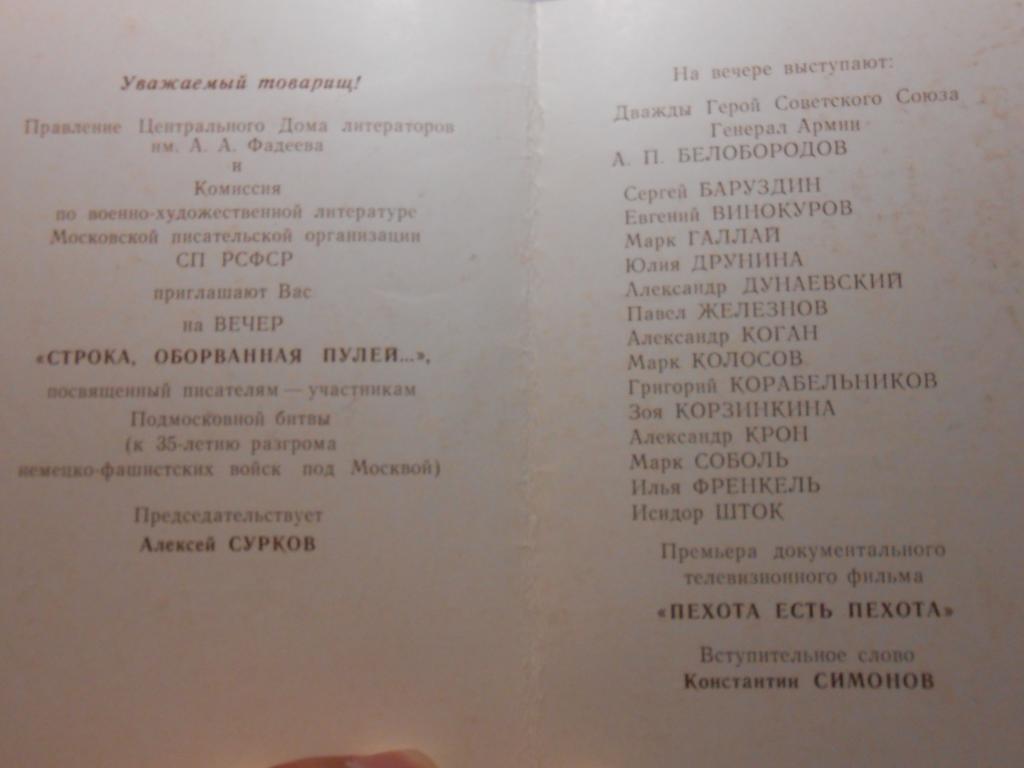 Уважаемый товарищ!
Правление Центрального Дома литераторов
им. А. А. Фадеева
и
Комиссия
по военно-художественной литературе
Московской писательской организации
СП РСФСР
приглашают Вас
на ВЕЧЕР
«СТРОКА, ОБОРВАННАЯ ПУЛЕЙ...»,
посвященный писателям — участникам
Подмосковной битвы
(к 35-летию разгрома
немецко-фашистских войск под Москвой)
Председательствует
Алексей СУРКОВ
На вечере выступают:
Дважды Герой Советского Союза
Генерал Армии
А. П. БЕЛОБОРОДОВ
Сергей БАРУЗДИН
Евгений ВИНОКУРОВ
Марк ГАЛЛАЙ
Юлия ДРУНИНА
Александр ДУНАЕВСКИЙ
Павел ЖЕЛЕЗНОВ
Александр КОГАН
Марк КОЛОСОВ
Григорий КОРАБЕЛЬНИКОВ
Зоя КОРЗИНКИНА
Александр КРОН
Марк СОБОЛЬ
Илья ФРЕНКЕЛЬ
Исидор ШТОК
Премьера документального
телевизионного фильма
«ПЕХОТА ЕСТЬ ПЕХОТА»
Вступительное слово
Константин СИМОНОВ